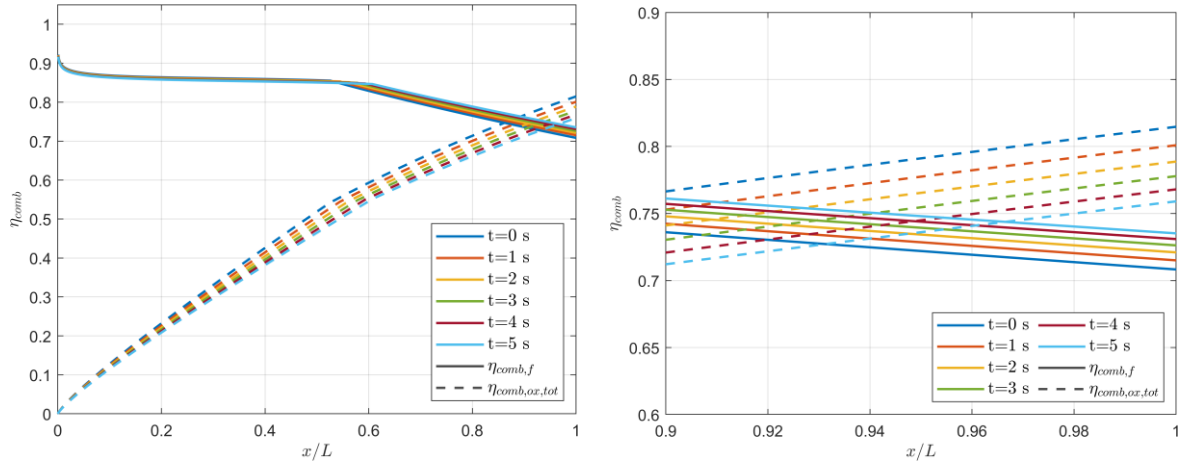 1
0.9
0.8
0.7
0.6
0.5
0.4
0.3
0.2
0.1
0
η_comb
0 0.2 0.4 0.6 0.8 1
x/L
t=0 s
t=1 s
t=2 s
t=3 s
t=4 s
t=5 s
η_comb,f
η_comb,ox,tot
0.9
0.85
0.8
0.75
0.7
0.65
0.6
η_comb
0.9 0.92 0.94 0.96 0.98 1
x/L
t=0 s t=4 s
t=1 s t=5 s
t=2 s η_comb,f
t=3 s η_comb,ox,tot